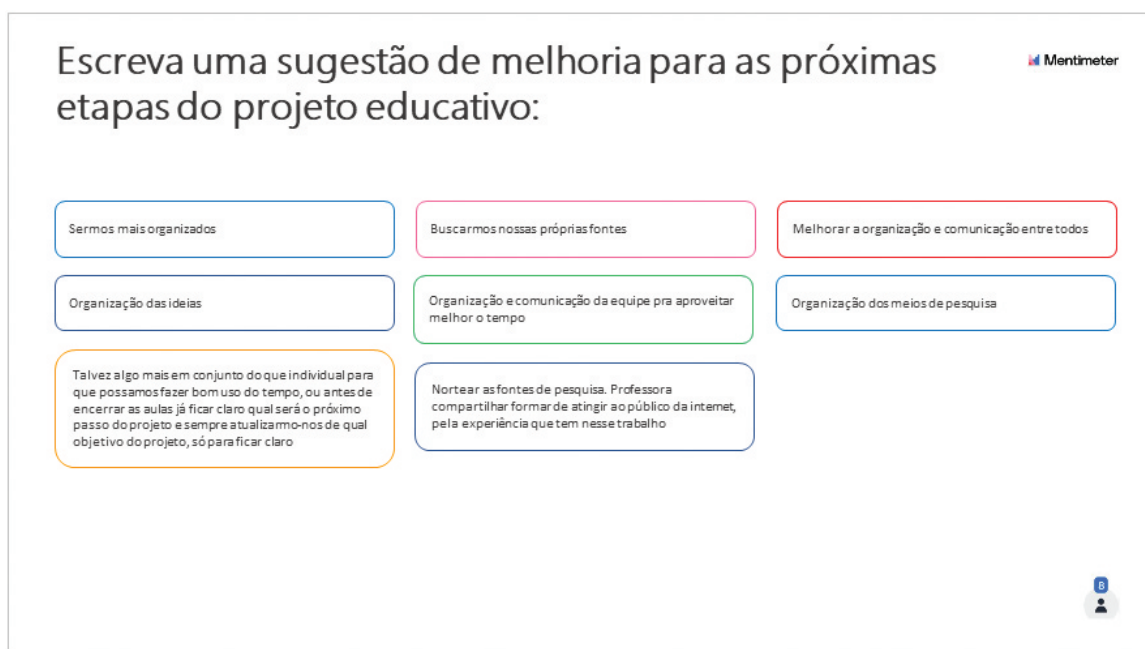 Escreva uma sugestão de melhoria para as próximas
etapas do projeto educativo:
Mentimeter
Sermos mais organizados
Buscarmos nossas próprias fontes
Melhorar a organização e comunicação entre todos
Organização das ideias
Organização e comunicação da equipe pra aproveitar
melhor o tempo
Organização dos meios de pesquisa
Talvez algo mais em conjunto do que individual para
que possamos fazer bom uso do tempo, ou antes de
encerrar as aulas já ficar claro qual será o próximo
passo do projeto e sempre atualizarmo-nos de qual
objetivo do projeto, só para ficar claro
Nortear as fontes de pesquisa. Professora
compartilhar formar de atingir ao público da internet,
pela experiência que tem nesse trabalho
8